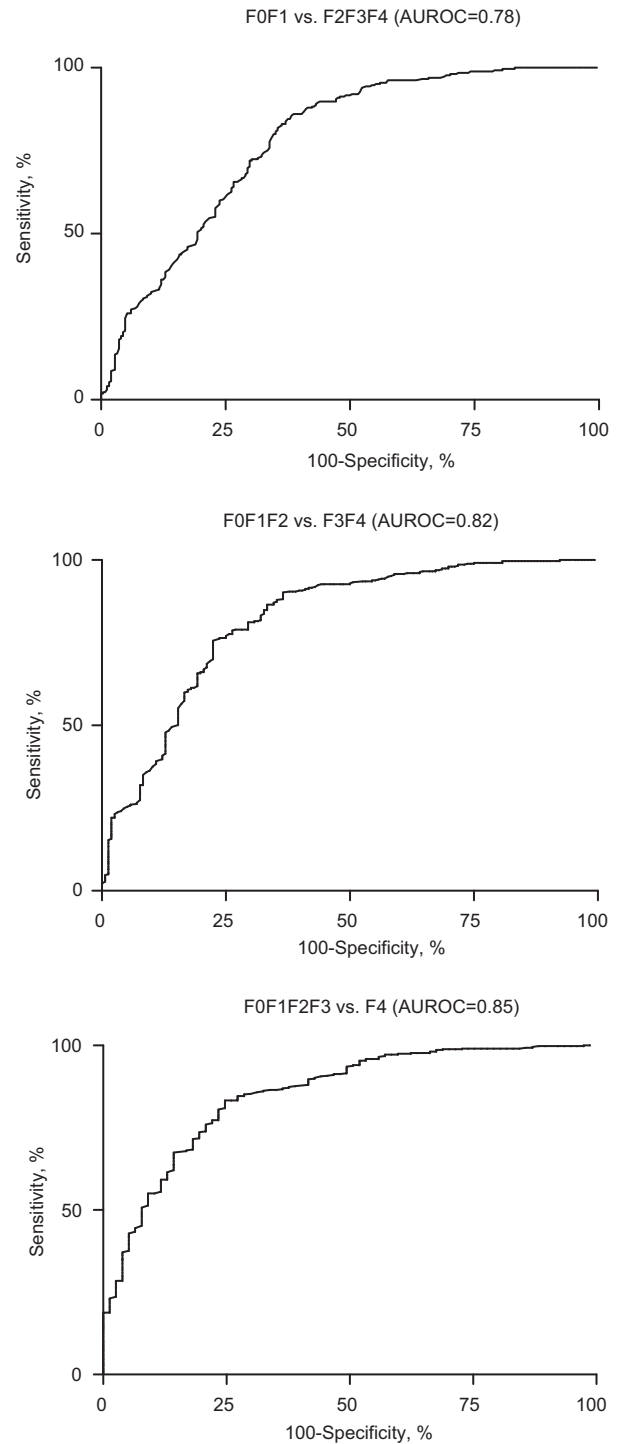 F0F1 vs. F2F3F4 (AUROC=0.78)
100
50
0
Sensitivity, %
0 25 50 75 100
100-Specificity, %
F0F1F2 vs. F3F4 (AUROC=0.82)
100
50
0
Sensitivity, %
0 25 50 75 100
100-Specificity, %
F0F1F2F3 vs. F4 (AUROC=0.85)
100
50
0
Sensitivity, %
0 25 50 75 100
100-Specificity, %